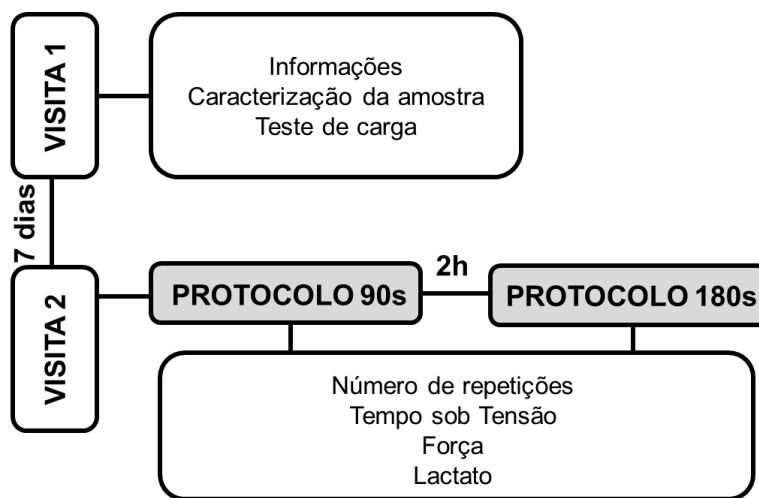 VISITA 1
Informações
Caracterização da amostra
Teste de carga
7 dias
VISITA 2
PROTOCOLO 90s
2h
PROTOCOLO 180s
Número de repetições
Tempo sob Tensão
Força
Lactato